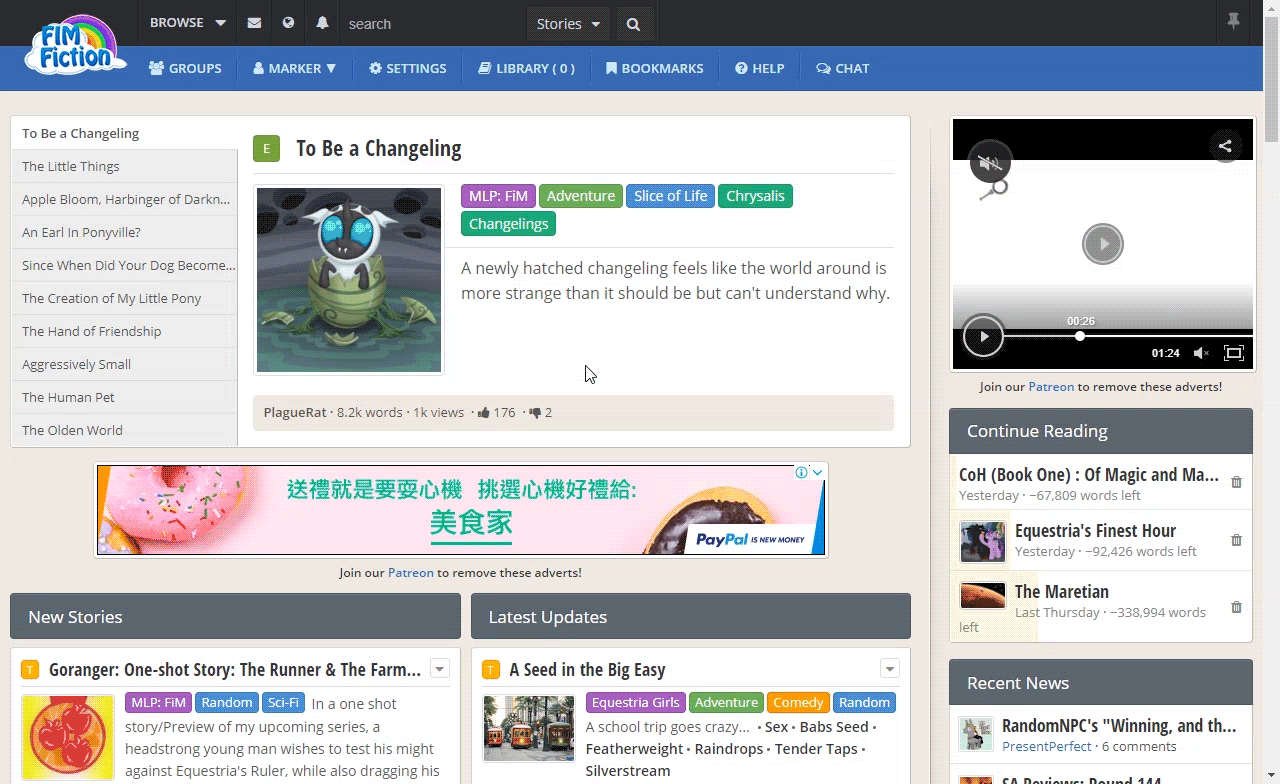 FIM Fiction
BROWSE
search
Stories
GROUPS
MARKER ▼
SETTINGS
LIBRARY ( 0 )
BOOKMARKS
HELP
CHAT
To Be a Changeling
The Little Things
Apple Bloom, Harbinger of Darkn...
An Earl In Ponyville?
Since When Did Your Dog Become...
The Creation of My Little Pony
The Hand of Friendship
Aggressively Small
The Human Pet
The Olden World
E To Be a Changeling
MLP: FiM Adventure Slice of Life Chrysalis
Changelings
A newly hatched changeling feels like the world around is
more strange than it should be but can't understand why.
PlagueRat · 8.2k words · 1k views · 176 · 2
送禮就是要耍心機 挑選心機好禮給:
美食家
PayPal IS NEW MONEY
Join our Patreon to remove these adverts!
New Stories
T Goranger: One-shot Story: The Runner & The Farm...
MLP: FiM Random Sci-Fi In a one shot
story/Preview of my upcoming series, a
headstrong young man wishes to test his might
against Equestria's Ruler, while also dragging his
Latest Updates
T A Seed in the Big Easy
Equestria Girls Adventure Comedy Random
A school trip goes crazy... • Sex • Babs Seed •
Featherweight • Raindrops • Tender Taps •
Silverstream
00:26
01:24
Join our Patreon to remove these adverts!
Continue Reading
CoH (Book One) : Of Magic and Ma...
Yesterday · ~67,809 words left
Equestria's Finest Hour
Yesterday · ~92,426 words left
The Maretian
Last Thursday · ~338,994 words
left
Recent News
RandomNPC's "Winning, and th...
PresentPerfect · 6 comments
SA Reviews: Round 144